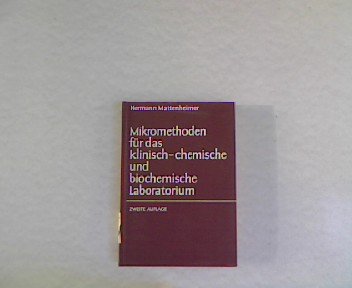 Hermann Mattenheimer
Mikromethoden
für das
klinisch-chemische
und
biochemische
Laboratorium
ZWEITE AUFLAGE